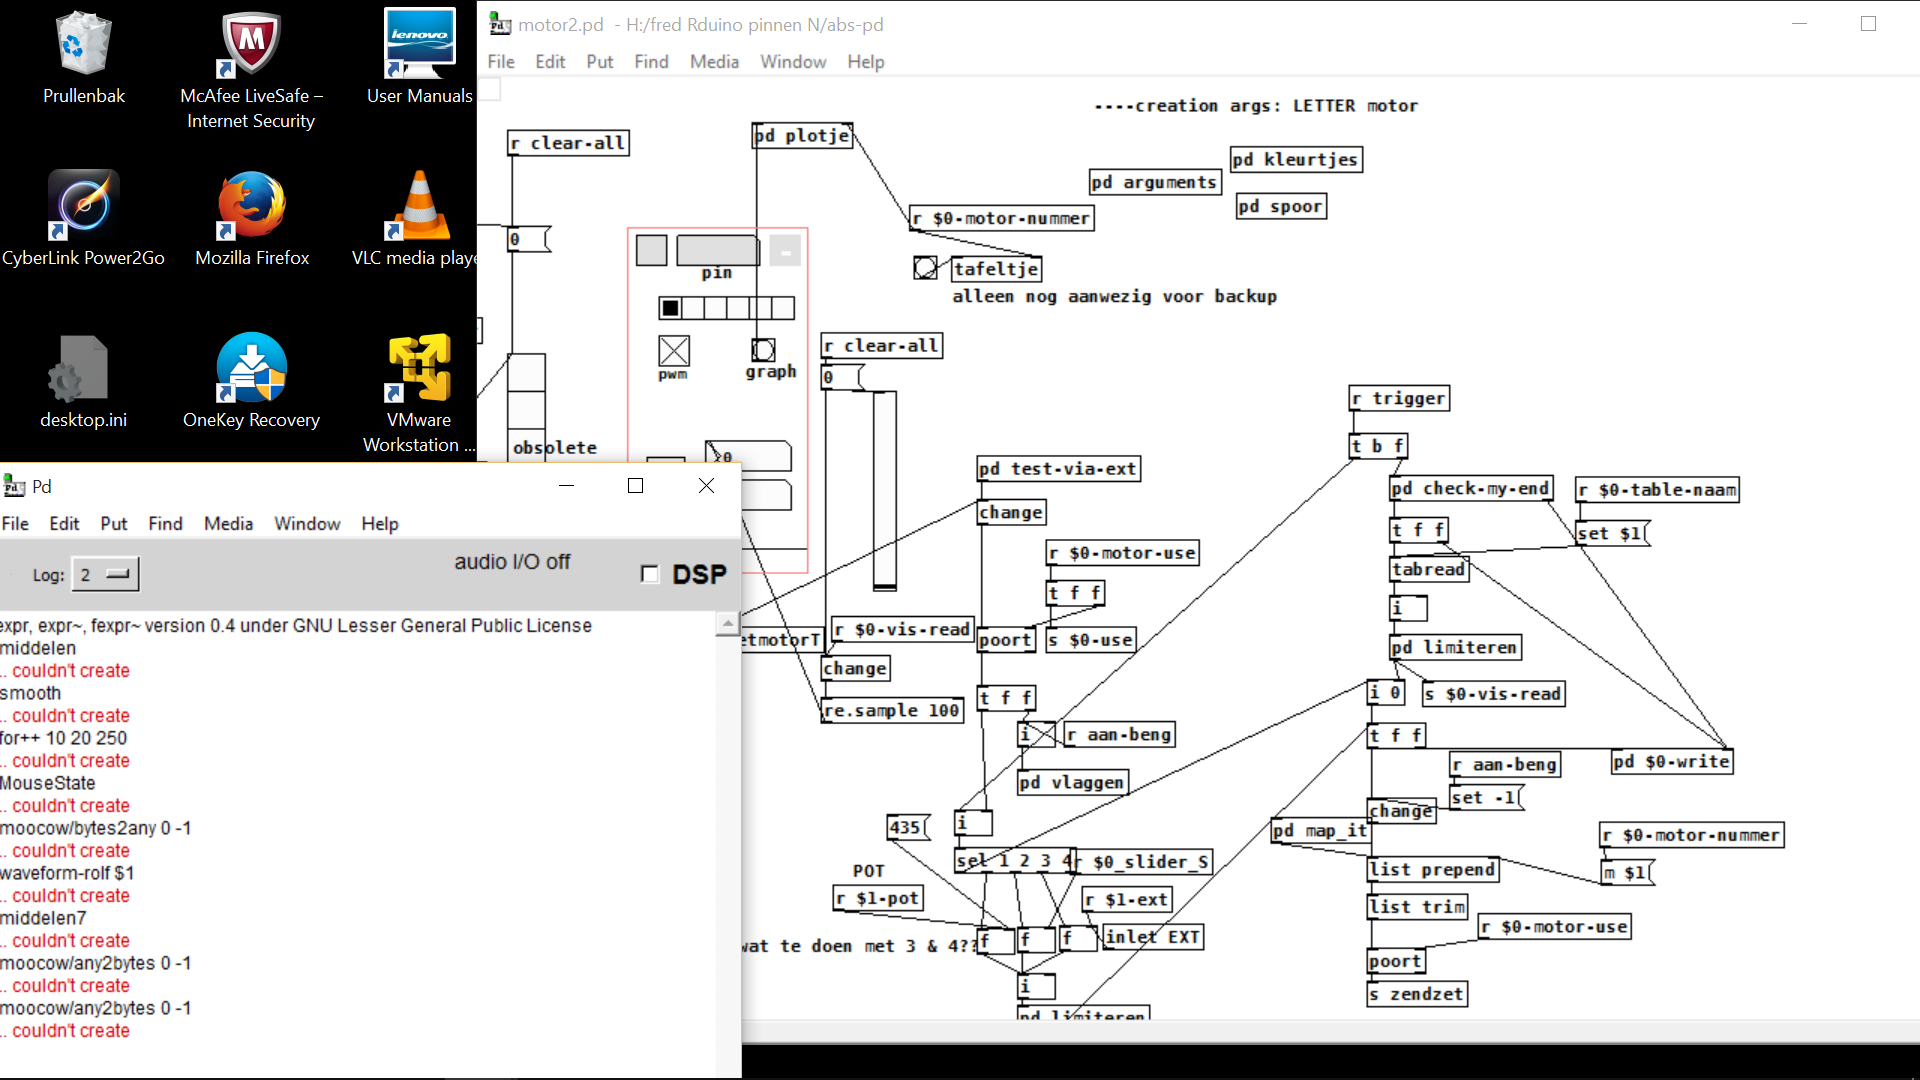 Prullenbak
McAfee LiveSafe –
Internet Security
lenovo
User Manuals
CyberLink Power2Go
Mozilla Firefox
VLC media playe
desktop.ini
OneKey Recovery
VMware
Workstation ...
motor2.pd  - H:/fred Rduino pinnen N/abs-pd
File Edit Put Find Media Window Help
----creation args: LETTER motor
r clear-all
pd plotje
pd kleurtjes
pd arguments
pd spoor
r $0-motor-nummer
0
pin
-
tafeltje
alleen nog aanwezig voor backup
pwm
graph
r clear-all
0
obsolete
0
r trigger
t b f
pd test-via-ext
change
pd check-my-end
r $0-table-naam
t f f
set $1
r $0-motor-use
tabread
t f f
i
etmotorT
r $0-vis-read
poort
s $0-use
pd limiteren
change
t f f
i 0
s $0-vis-read
re.sample 100
i
r aan-beng
t f f
r aan-beng
pd $0-write
pd vlaggen
set -1
change
435
i
pd map_it
r $0-motor-nummer
sel 1 2 3 4
r $0_slider_S
POT
list prepend
m $1
r $1-pot
r $1-ext
list trim
r $0-motor-use
wat te doen met 3 & 4??
f
f
f
inlet EXT
poort
i
s zendzet
pd limiteren
Pd
File Edit Put Find Media Window Help
Log: 2
audio I/O off
DSP
expr, expr~, fexpr~ version 0.4 under GNU Lesser General Public License
middelen
.. couldn't create
smooth
.. couldn't create
for++ 10 20 250
.. couldn't create
MouseState
.. couldn't create
moocow/bytes2any 0 -1
.. couldn't create
waveform-rolf $1
.. couldn't create
middelen7
.. couldn't create
moocow/any2bytes 0 -1
.. couldn't create
moocow/any2bytes 0 -1
.. couldn't create